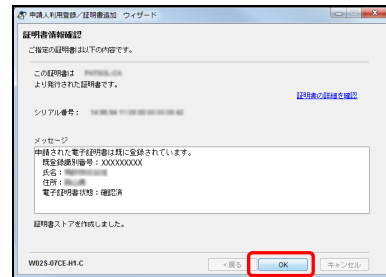 申請人利用登録／証明書追加 ウィザード
証明書情報確認
ご指定の証明書は以下の内容です。
この証明書は
より発行された証明書です。
証明書の詳細を確認
シリアル番号：
メッセージ
申請された電子証明書は既に登録されています。
既登録識別番号：XXXXXXXX
氏名：
住所：
電子証明書状態：確認済
証明書ストアを作成しました。
W02S-07CE-H1-C
<戻る
OK
キャンセル